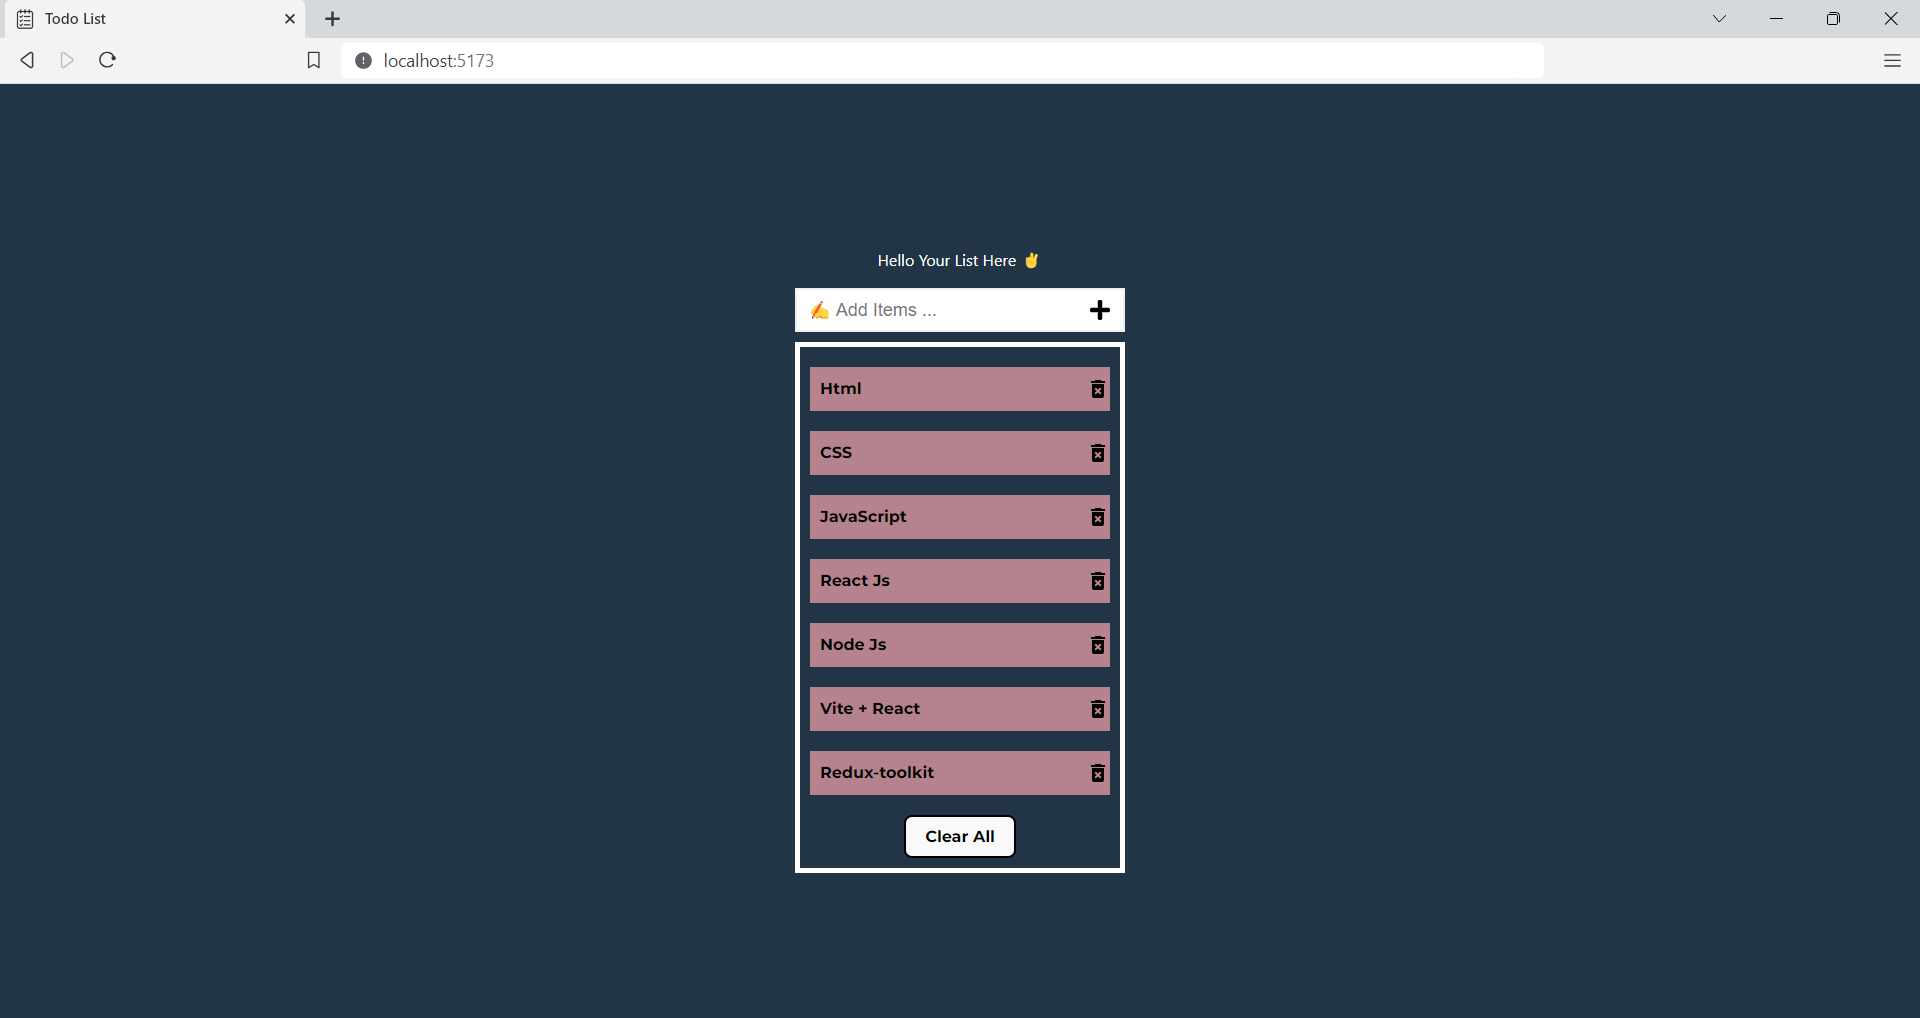 Todo List
localhost:5173
Hello Your List Here ✌
✍ Add Items ...
Html
CSS
JavaScript
React Js
Node Js
Vite + React
Redux-toolkit
Clear All